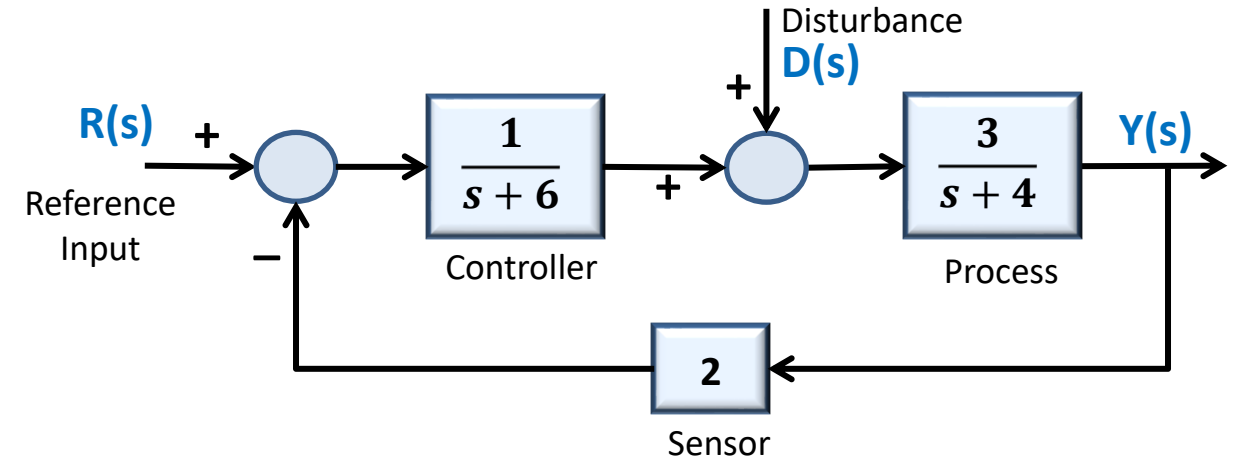 Disturbance
D(s)
+
R(s)
+
1
s + 6
+
3
s + 4
Y(s)
Reference
Input
−
Controller
Process
2
Sensor